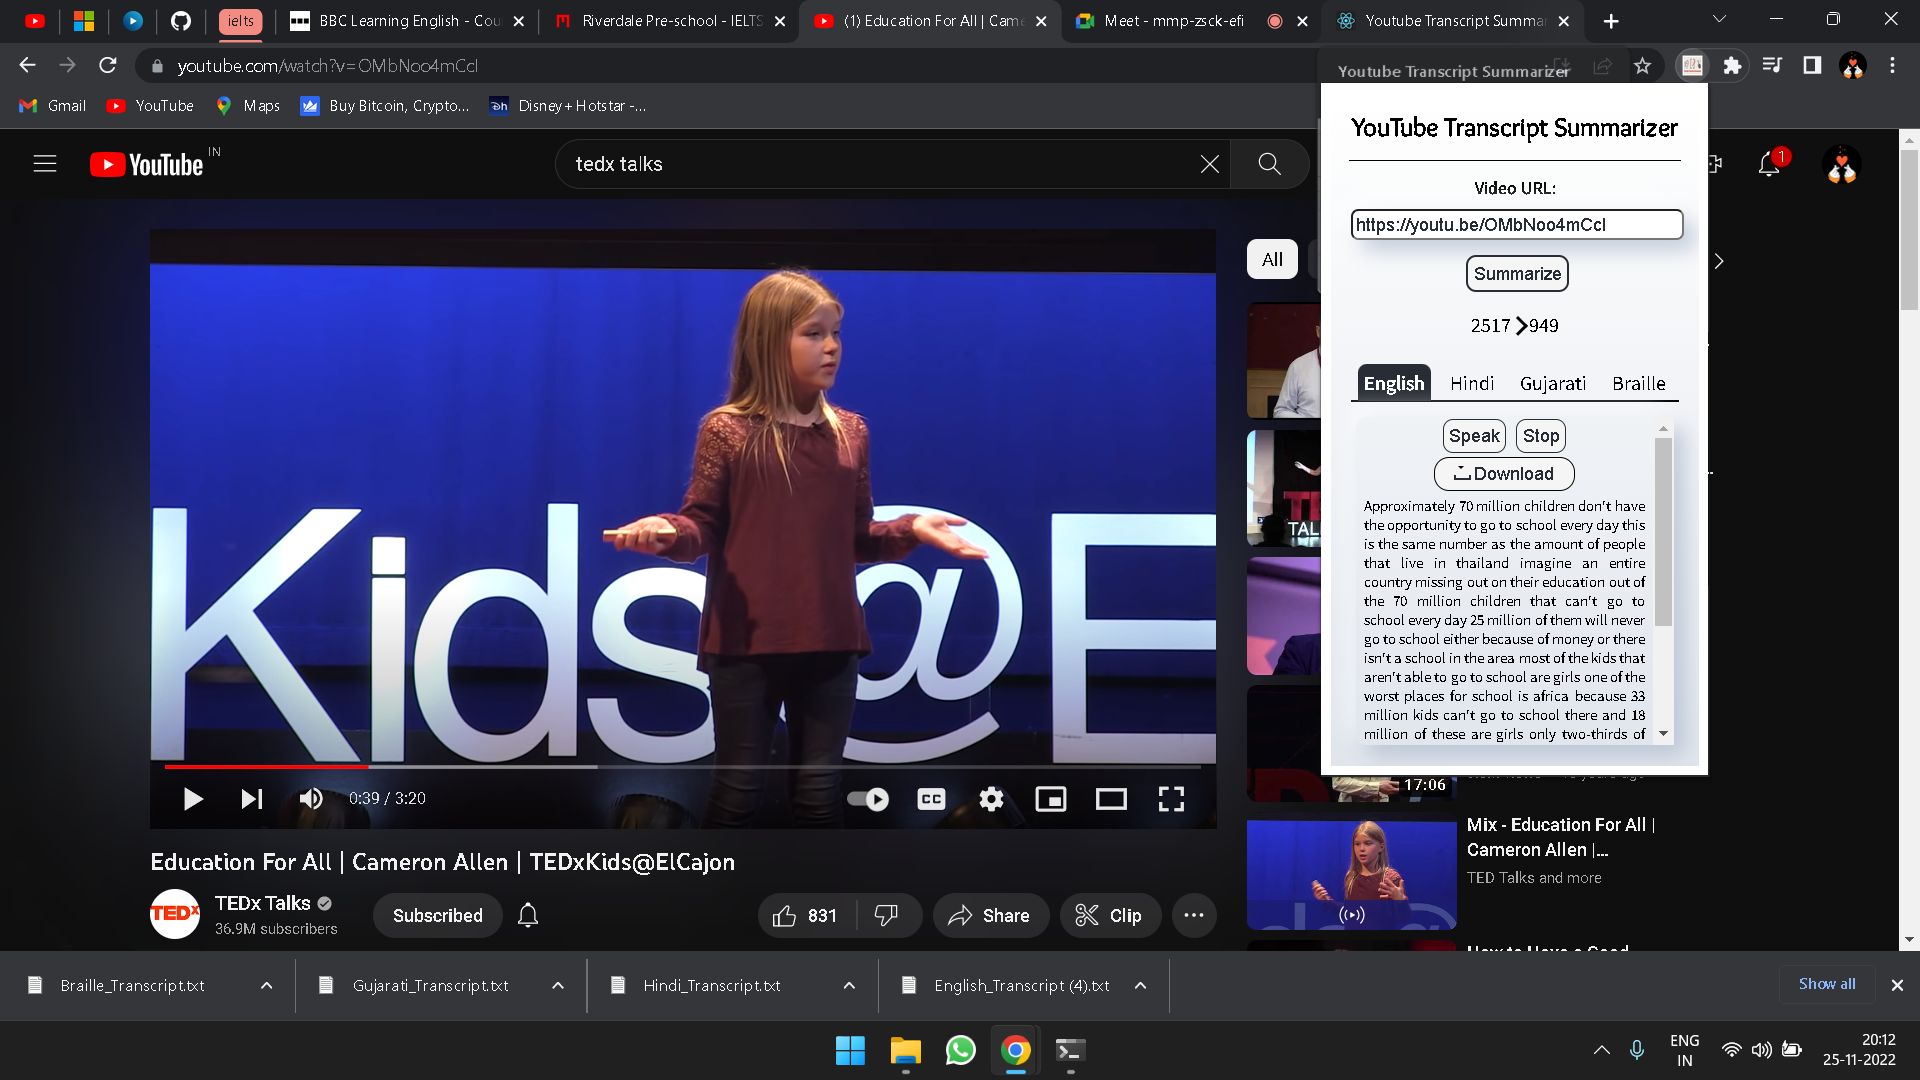 ielts
BBC Learning English - Cou
Riverdale Pre-school - IELTS
(1) Education For All | Came
Meet - mmp-zsck-efi
Youtube Transcript Summar
youtube.com/watch?v=OMbNoo4mCcI
Youtube Transcript Summarizer
Gmail
YouTube
Maps
Buy Bitcoin, Crypto...
Disney+ Hotstar -...
YouTube IN
tedx talks
1
YouTube Transcript Summarizer
Video URL:
https://youtu.be/OMbNoo4mCcI
Summarize
2517 949
English Hindi Gujarati Braille
Speak Stop
Download
Approximately 70 million children don't have
the opportunity to go to school every day this
is the same number as the amount of people
that live in thailand imagine an entire
country missing out on their education out of
the 70 million children that can't go to
school every day 25 million of them will never
go to school either because of money or there
isn't a school in the area most of the kids that
aren't able to go to school are girls one of the
worst places for school is africa because 33
million kids can't go to school there and 18
million of these are girls only two-thirds of
All
Kids@E
TAL
0:39 / 3:20
CC
17:06
Education For All | Cameron Allen | TEDxKids@ElCajon
TEDx
TEDx Talks
36.9M subscribers
Subscribed
831
Share
Clip
Mix - Education For All |
Cameron Allen |...
TED Talks and more
How to Have a Good
Braille_Transcript.txt
Gujarati_Transcript.txt
Hindi_Transcript.txt
English_Transcript (4).txt
Show all
ENG
IN
20:12
25-11-2022